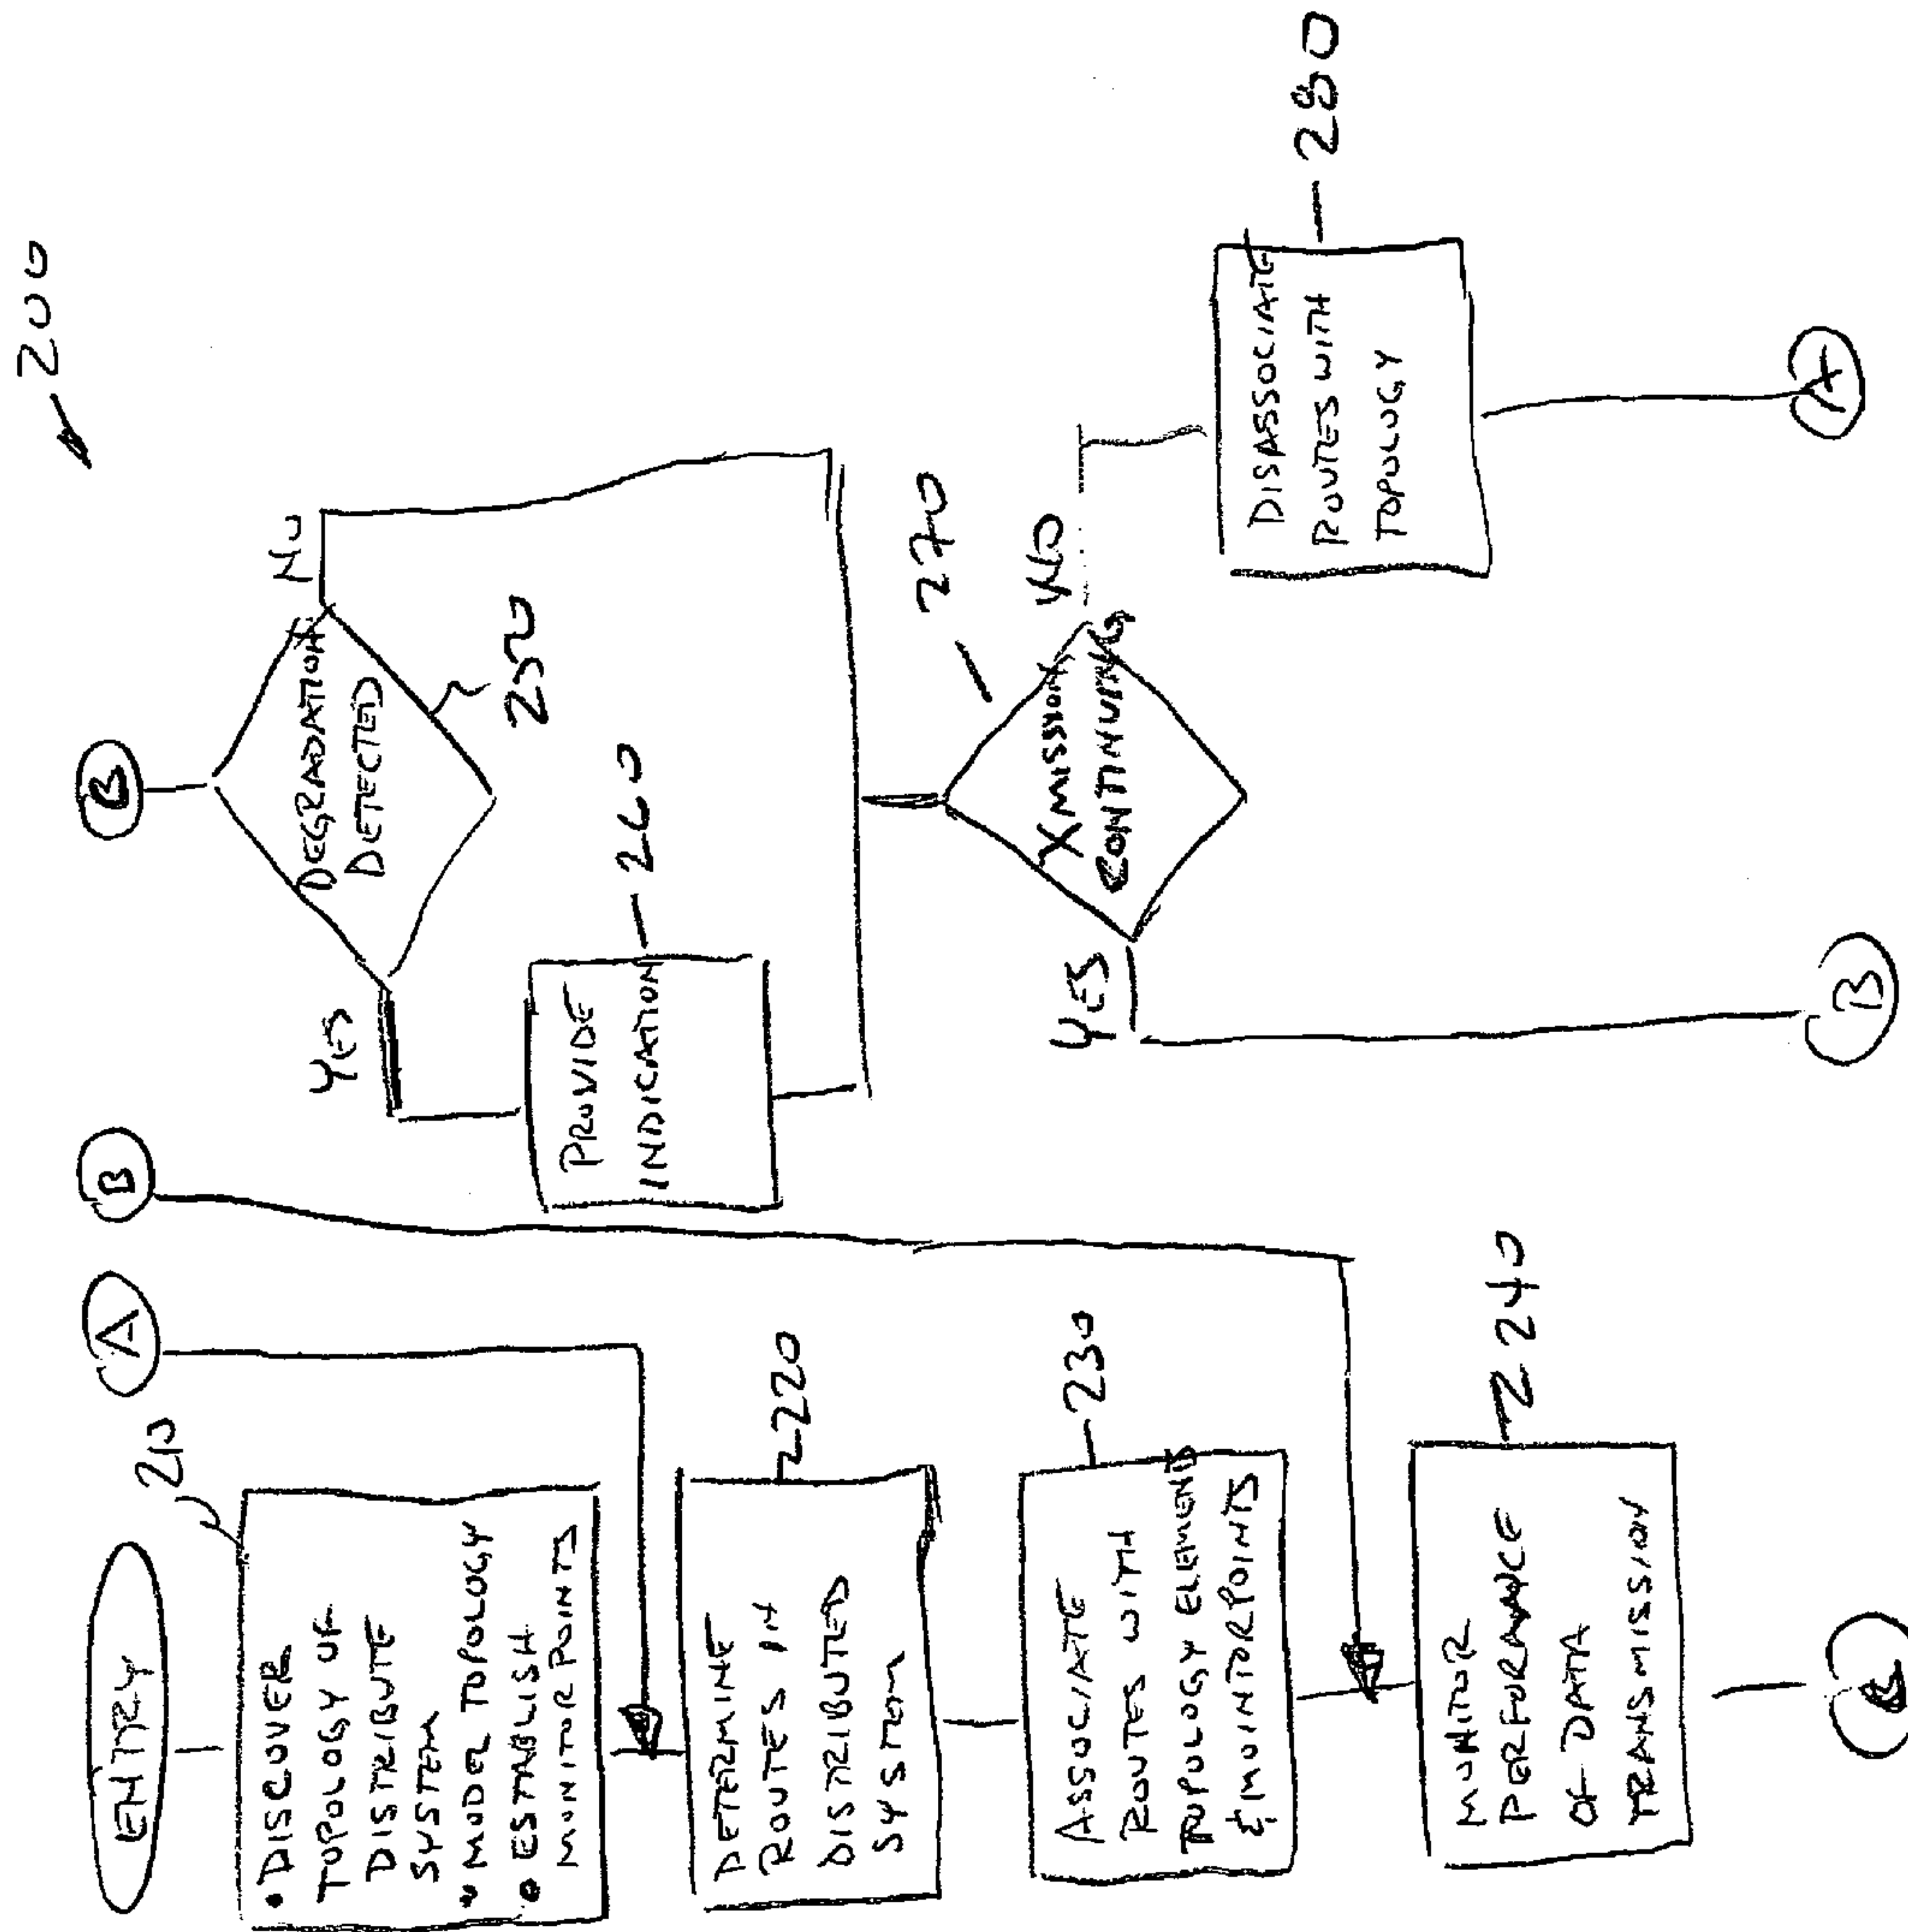 200
ENTRY
210
• DISCOVER
TOPOLOGY OF
DISTRIBUTE
SYSTEM
• MODEL TOPOLOGY
• ESTABLISH
MONITOR POINTS
A
DETERMINE
ROUTES IN
DISTRIBUTED
SYSTEM
220
ASSOCIATE
ROUTES WITH
TOPOLOGY ELEMENTS
& MOINTORPOINTS
230
B
MONITOR
PERFORMANCE
OF DATA
TRANSMISSION
240
DEGRADATION
DETECTED
250
YES
NO
PROVIDE
INDICATION
260
XMISSION
CONTINUING
270
YES
NO
B
DISASSOCIATE
ROUTES WITH
TOPOLOGY
280
A